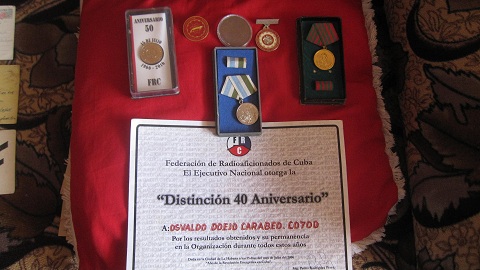 ANIVERSARIO
50
FRC
F R
C
Federación de Radioaficionados de Cuba
El Ejecutivo Nacional otorga la
“Distinción 40 Aniversario”
A: OSVALDO DOEJO CARABEO. CO7OD
Por los resultados obtenidos y su permanencia
en la Organización durante todos estos años